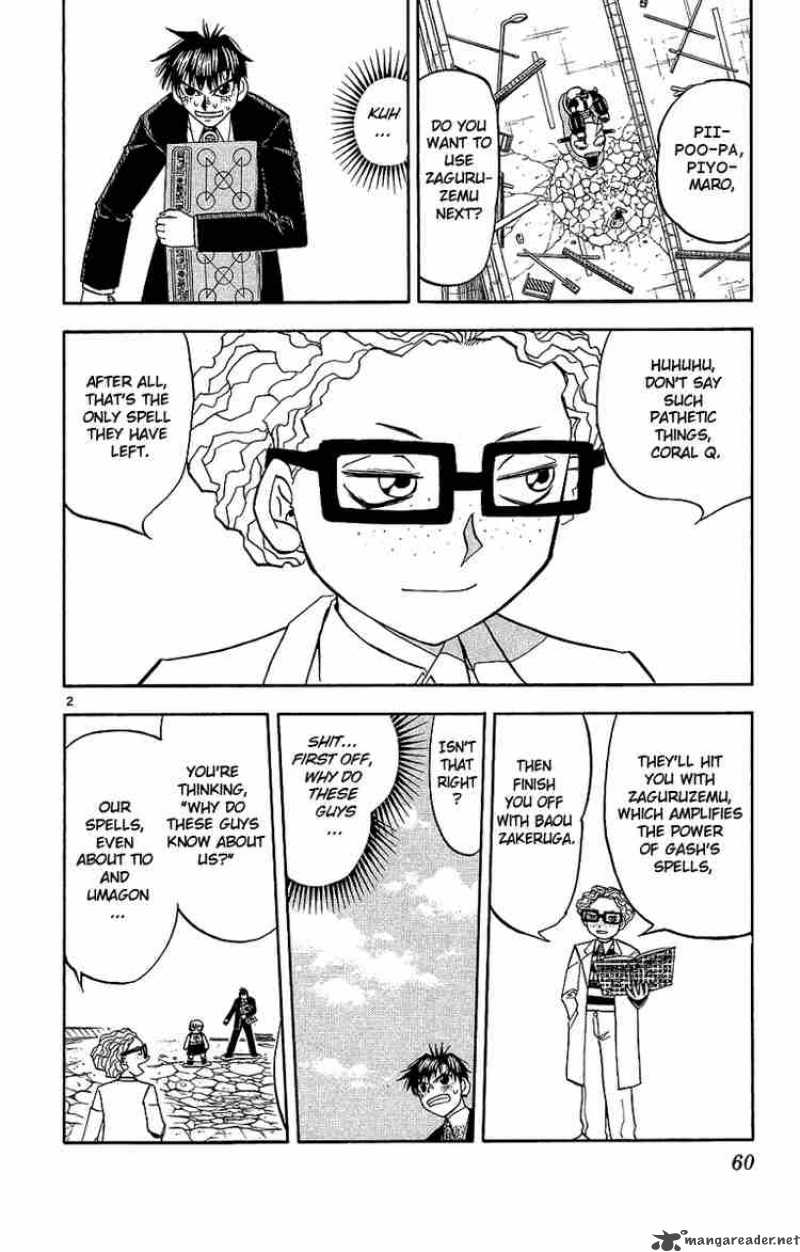 PII-
POO-PA,
PIYO-
MARO,
DO YOU
WANT TO
USE
ZAGURU-
ZEMU
NEXT?
KUH
...
HUHUHU,
DON'T SAY
SUCH
PATHETIC
THINGS,
CORAL Q.
AFTER ALL,
THAT'S THE
ONLY SPELL
THEY HAVE
LEFT.
2
THEY'LL HIT
YOU WITH
ZAGURUZEMU,
WHICH AMPLIFIES
THE POWER
OF GASH'S
SPELLS,
THEN
FINISH
YOU OFF
WITH BAOU
ZAKERUGA.
ISN'T
THAT
RIGHT
?
SHIT...
FIRST OFF,
WHY DO
THESE
GUYS
...
YOU'RE
THINKING,
"WHY DO
THESE GUYS
KNOW ABOUT
US?"
OUR
SPELLS,
EVEN
ABOUT TIO
AND
UMAGON
...
60
mangareader.net